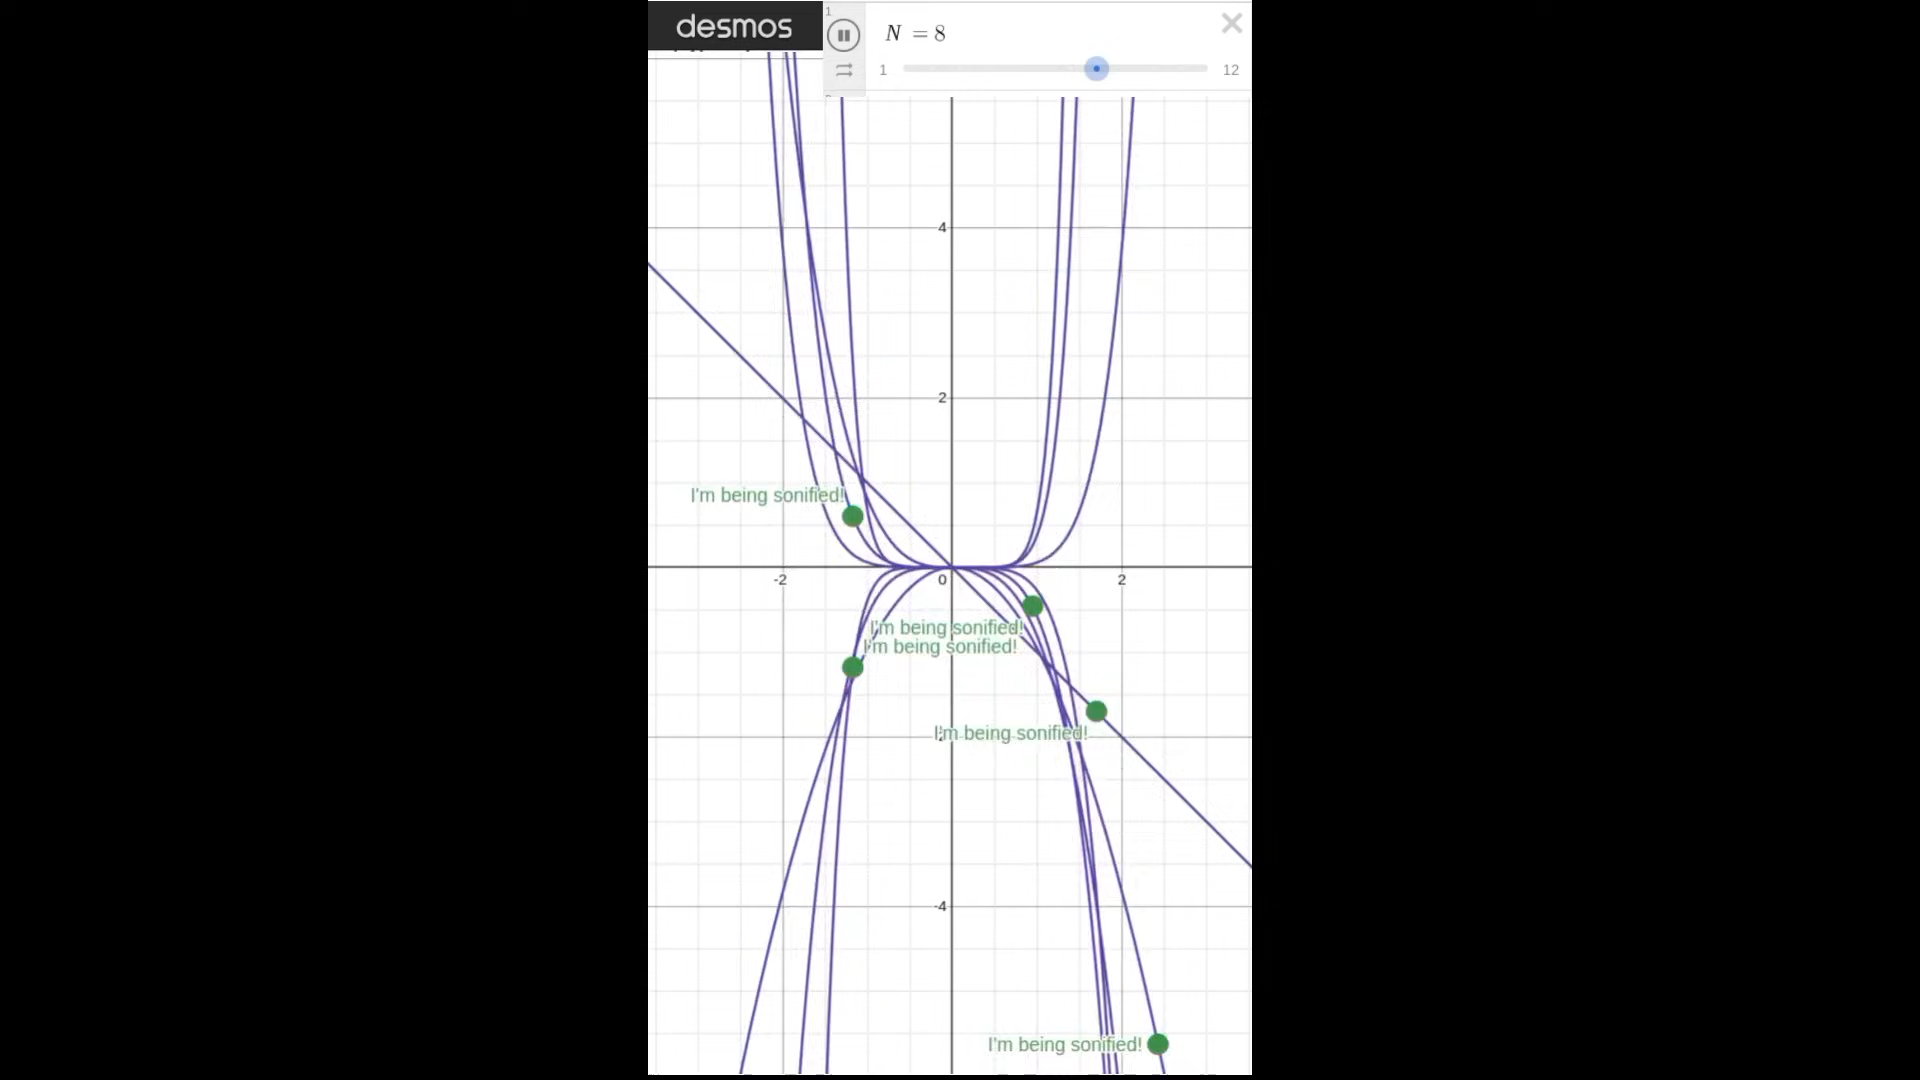 desmos
1
N = 8
1
12
4
2
I'm being sonified!
-2
0
2
I'm being sonified!
I'm being sonified!
I'm being sonified!
-4
I'm being sonified!